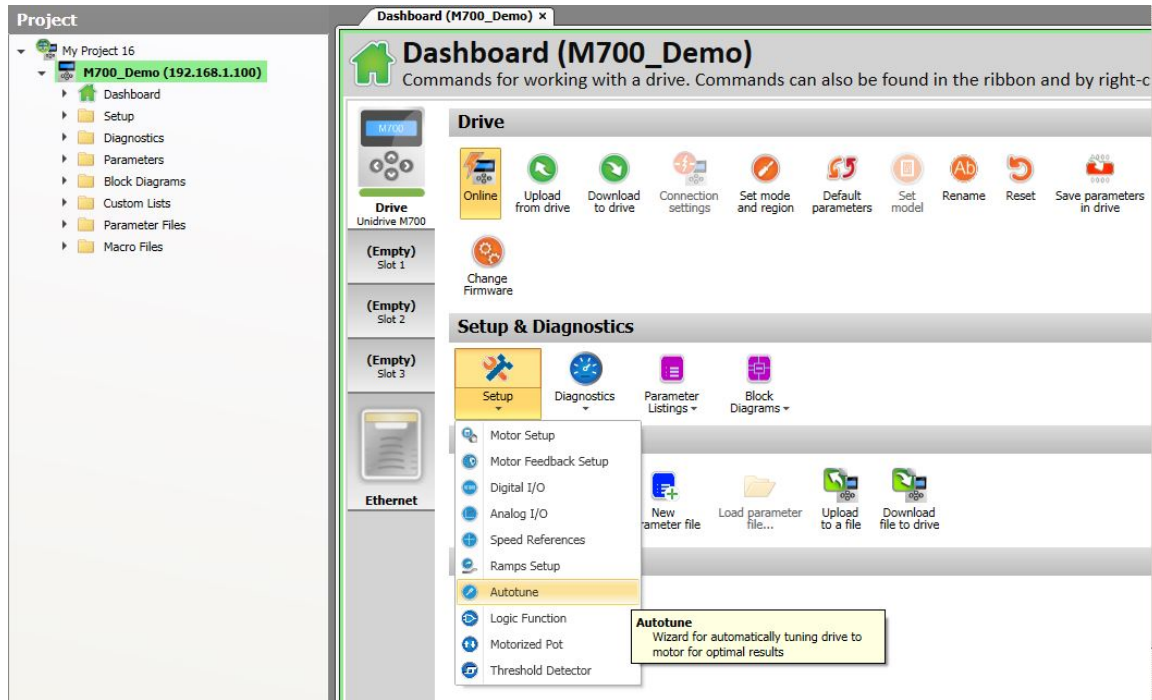 Project
My Project 16
M700_Demo (192.168.1.100)
Dashboard
Setup
Diagnostics
Parameters
Block Diagrams
Custom Lists
Parameter Files
Macro Files
Dashboard (M700_Demo) ×
Dashboard (M700_Demo)
Commands for working with a drive. Commands can also be found in the ribbon and by right-c
M700
Drive
Unidrive M700
(Empty)
Slot 1
(Empty)
Slot 2
(Empty)
Slot 3
Ethernet
Drive
Online
Upload
from drive
Download
to drive
Connection
settings
Set mode
and region
Default
parameters
Set
model
Ab
Rename
Reset
Save parameters
in drive
Change
Firmware
Setup & Diagnostics
Setup
Diagnostics
Parameter
Listings
Block
Diagrams
Motor Setup
Motor Feedback Setup
Digital I/O
Analog I/O
Speed References
Ramps Setup
Autotune
Logic Function
Motorized Pot
Threshold Detector
New
rameter file
Load parameter
file...
Upload
to a file
Download
file to drive
Autotune
Wizard for automatically tuning drive to
motor for optimal results